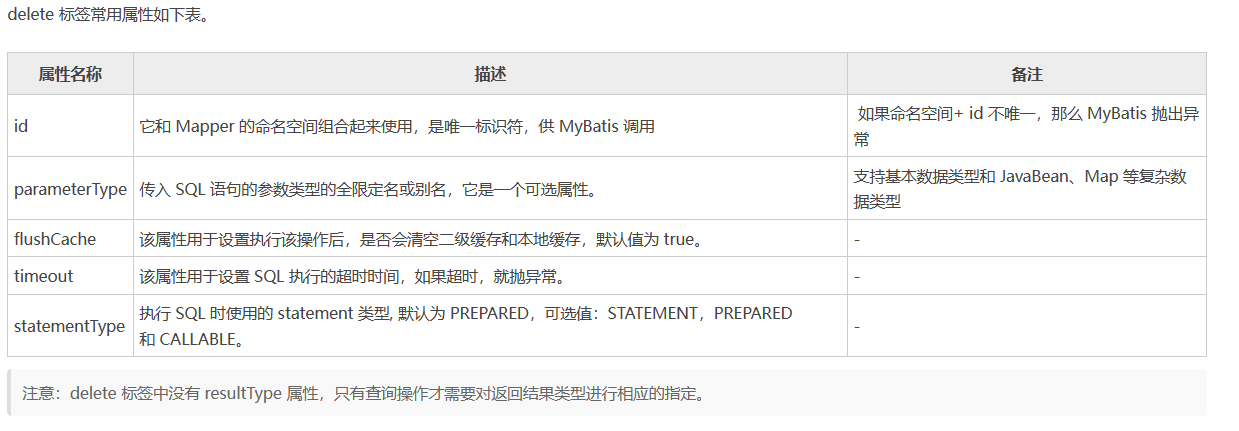 delete 标签常用属性如下表。
属性名称 描述 备注
id 它和 Mapper 的命名空间组合起来使用，是唯一标识符，供 MyBatis 调用 如果命名空间+ id 不唯一，那么 MyBatis 抛出异
常
parameterType 传入 SQL 语句的参数类型的全限定名或别名，它是一个可选属性。 支持基本数据类型和 JavaBean、Map 等复杂数
据类型
flushCache 该属性用于设置执行该操作后，是否会清空二级缓存和本地缓存，默认值为 true。 -
timeout 该属性用于设置 SQL 执行的超时时间，如果超时，就抛异常。 -
statementType 执行 SQL 时使用的 statement 类型, 默认为 PREPARED，可选值：STATEMENT，PREPARED
和 CALLABLE。 -
注意：delete 标签中没有 resultType 属性，只有查询操作才需要对返回结果类型进行相应的指定。